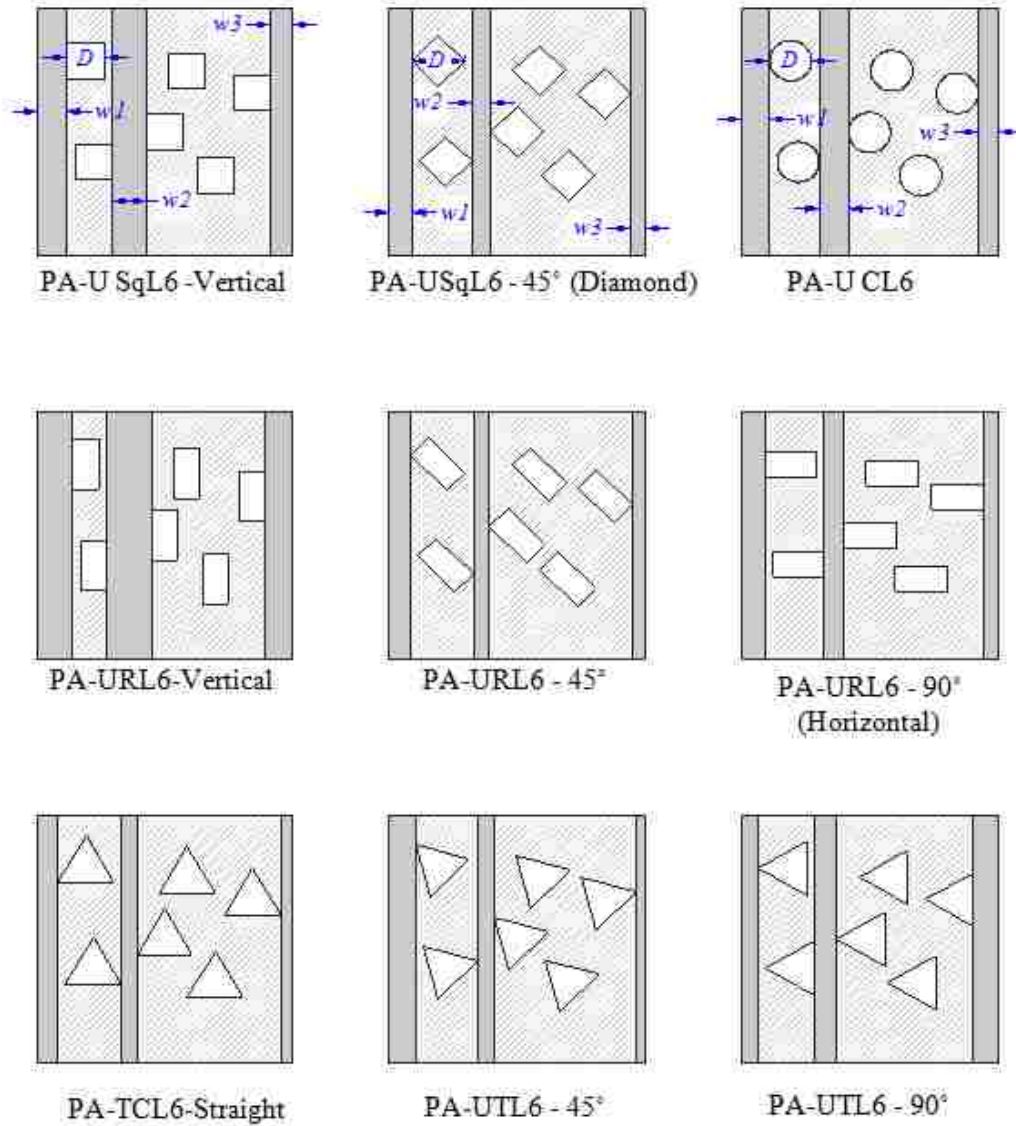 w3
D
w1
w2
PA-U SqL6 -Vertical
D
w2
w1
w3
PA-USqL6 - 45° (Diamond)
D
w1
w3
w2
PA-U CL6
PA-URL6-Vertical
PA-URL6 - 45°
PA-URL6 - 90°
(Horizontal)
PA-TCL6-Straight
PA-UTL6 - 45°
PA-UTL6 - 90°